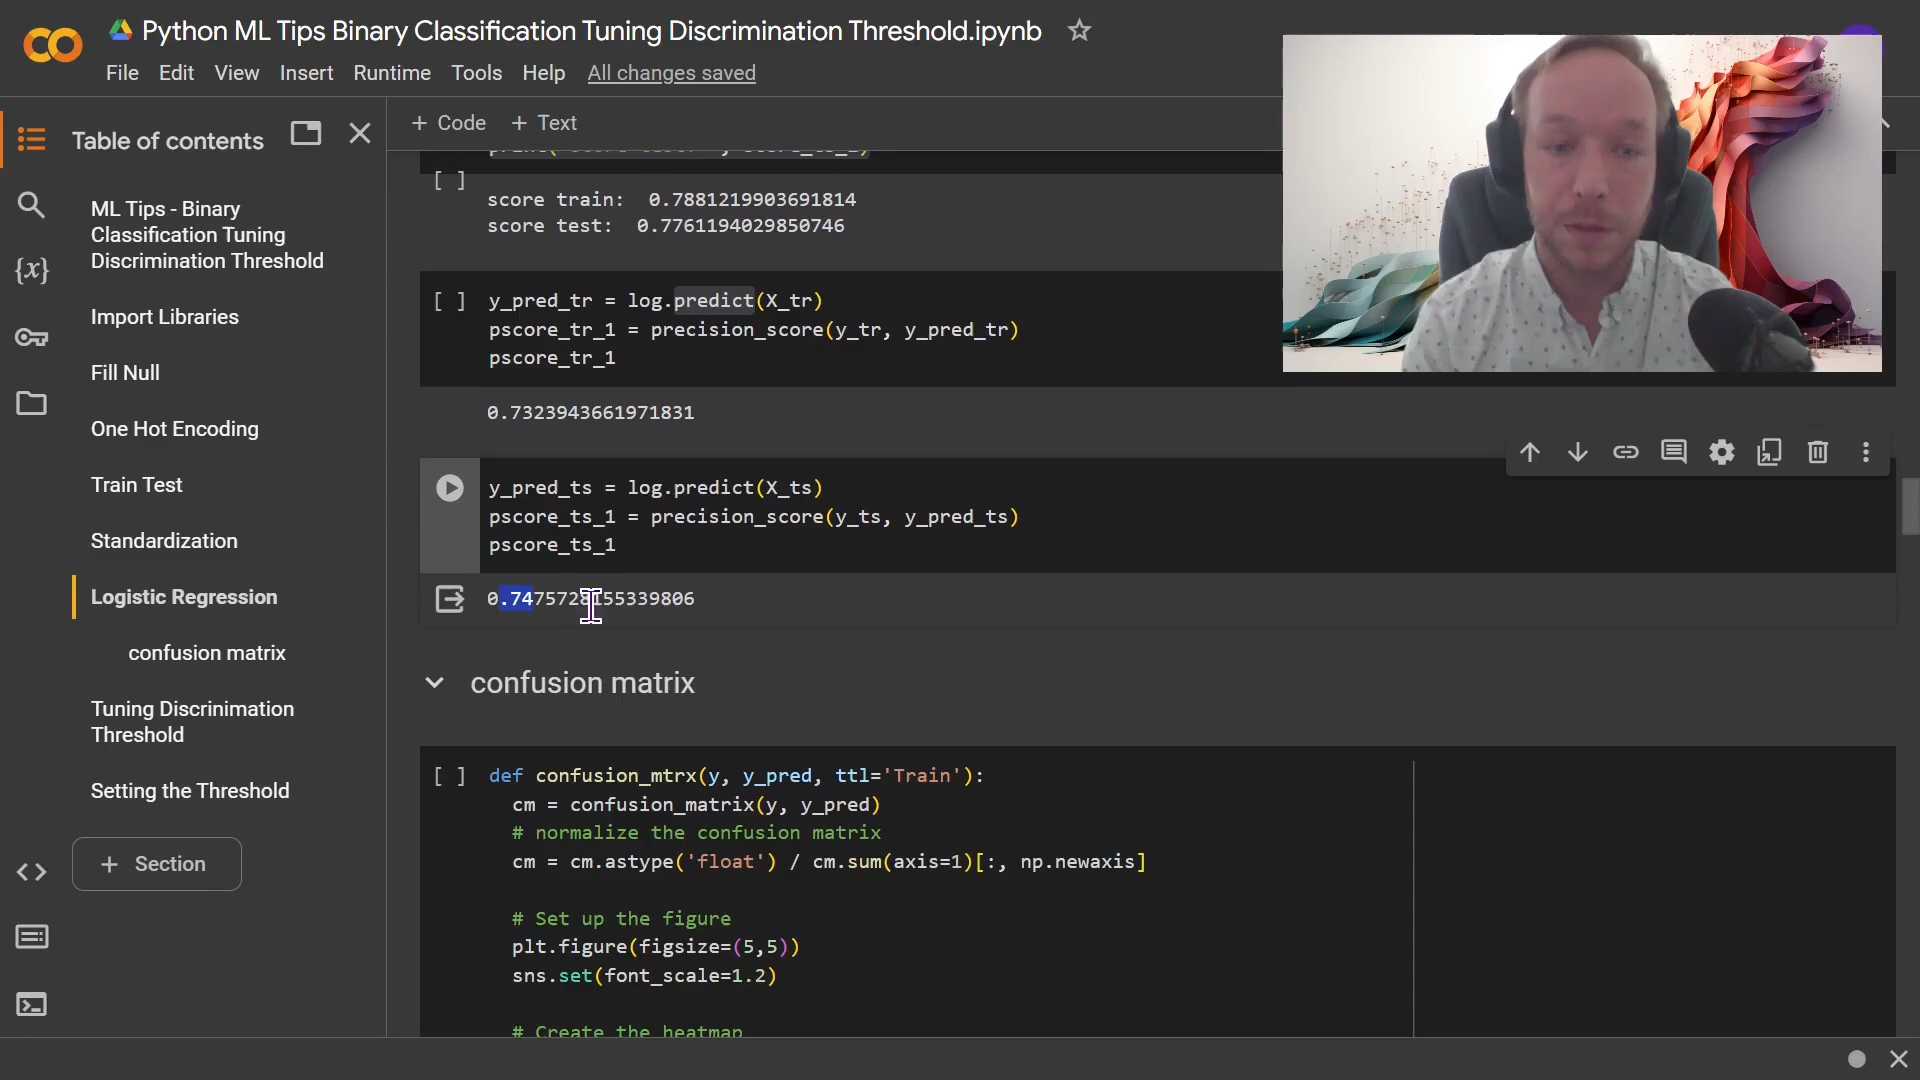 Python ML Tips Binary Classification Tuning Discrimination Threshold.ipynb
File Edit View Insert Runtime Tools Help All changes saved
Table of contents
+ Code + Text
ML Tips - Binary
Classification Tuning
Discrimination Threshold
Import Libraries
Fill Null
One Hot Encoding
Train Test
Standardization
Logistic Regression
confusion matrix
Tuning Discrinimation
Threshold
Setting the Threshold
+ Section
[ ]
score train:  0.7881219903691814
score test:  0.7761194029850746
[ ] y_pred_tr = log.predict(X_tr)
pscore_tr_1 = precision_score(y_tr, y_pred_tr)
pscore_tr_1
0.7323943661971831
y_pred_ts = log.predict(X_ts)
pscore_ts_1 = precision_score(y_ts, y_pred_ts)
pscore_ts_1
0.7475728155339806
confusion matrix
[ ] def confusion_mtrx(y, y_pred, ttl='Train'):
cm = confusion_matrix(y, y_pred)
# normalize the confusion matrix
cm = cm.astype('float') / cm.sum(axis=1)[:, np.newaxis]
# Set up the figure
plt.figure(figsize=(5,5))
sns.set(font_scale=1.2)
# Create the heatmap